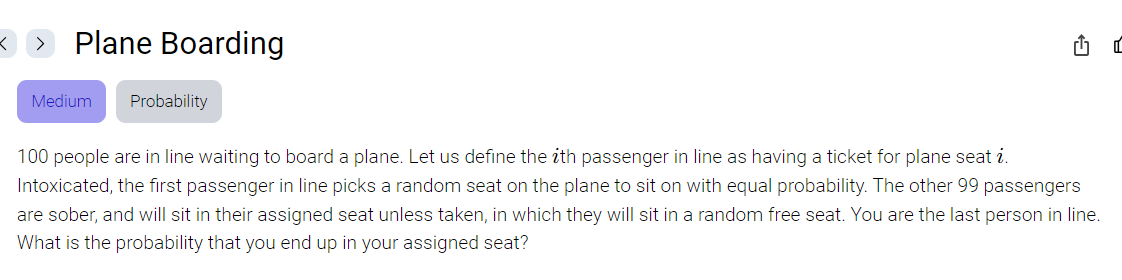 Plane Boarding
Medium Probability
100 people are in line waiting to board a plane. Let us define the ith passenger in line as having a ticket for plane seat i.
Intoxicated, the first passenger in line picks a random seat on the plane to sit on with equal probability. The other 99 passengers
are sober, and will sit in their assigned seat unless taken, in which they will sit in a random free seat. You are the last person in line.
What is the probability that you end up in your assigned seat?